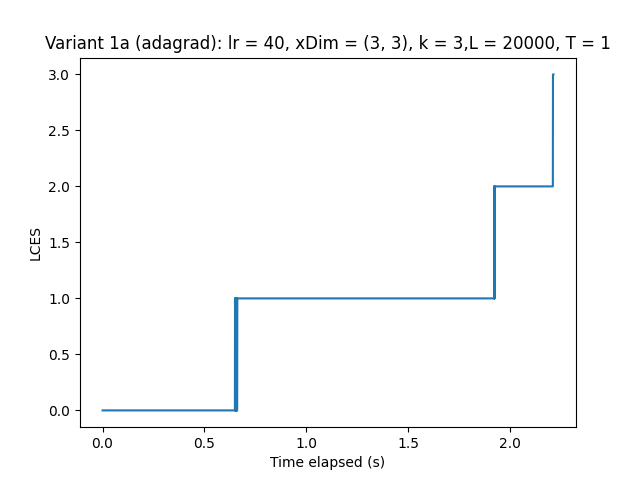 Variant 1a (adagrad): lr = 40, xDim = (3, 3), k = 3,L = 20000, T = 1
3.0
2.5
2.0
1.5
1.0
0.5
0.0
LCES
0.0 0.5 1.0 1.5 2.0
Time elapsed (s)